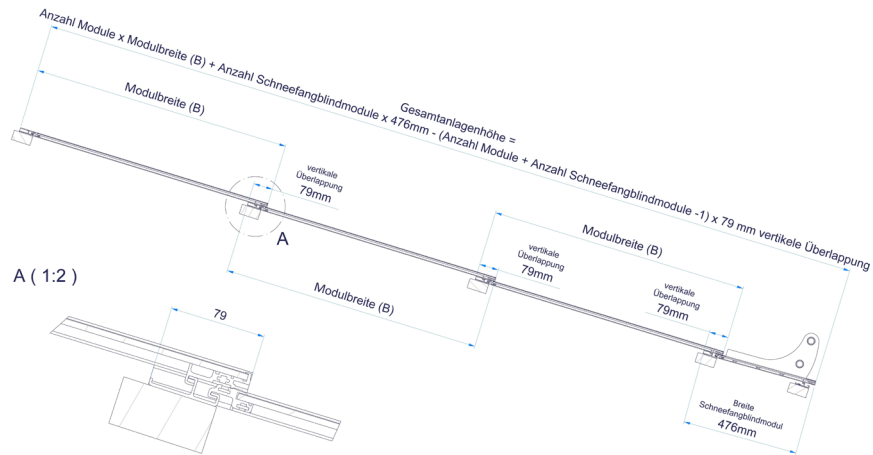 Gesamtanlagenhöhe =
Anzahl Module x Modulbreite (B) + Anzahl Schneefangblindmodule x 476mm - (Anzahl Module + Anzahl Schneefangblindmodule -1) x 79 mm vertikele Überlappung
Modulbreite (B)
vertikale
Überlappung
79mm
A
Modulbreite (B)
Modulbreite (B)
vertikale
Überlappung
79mm
vertikale
Überlappung
79mm
Breite
Schneefangblindmodul
476mm
A ( 1:2 )
79